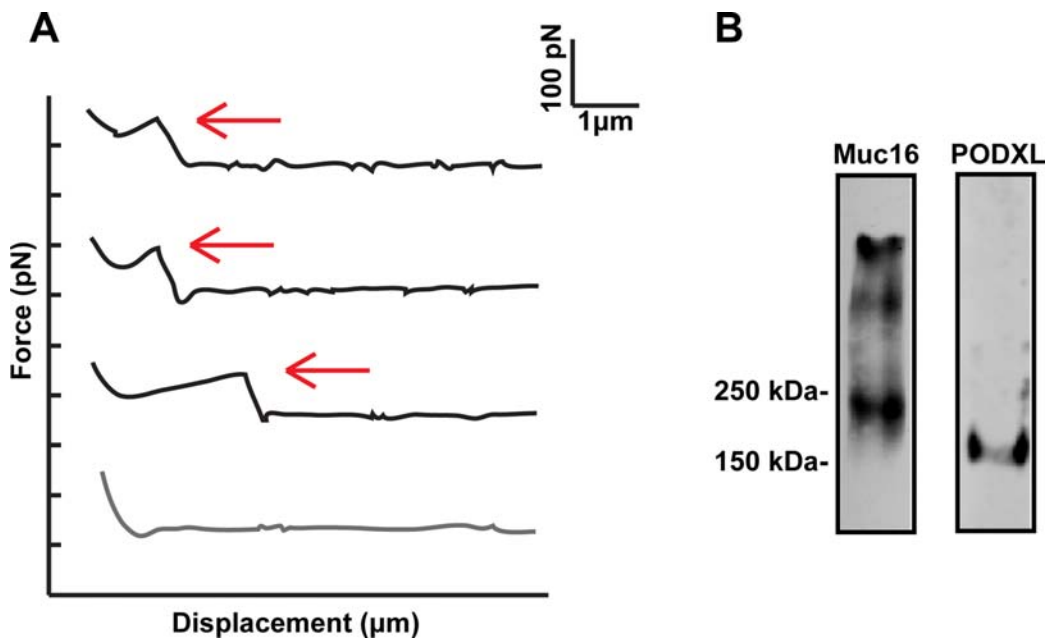 A
100 pN
1µm
Force (pN)
Displacement (µm)
B
Muc16 PODXL
250 kDa-
150 kDa-